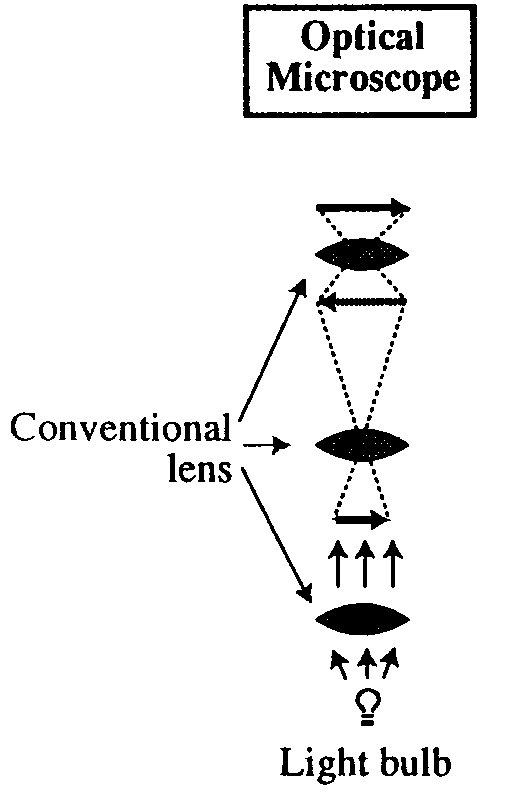 Optical
Microscope
Conventional
lens
Light bulb